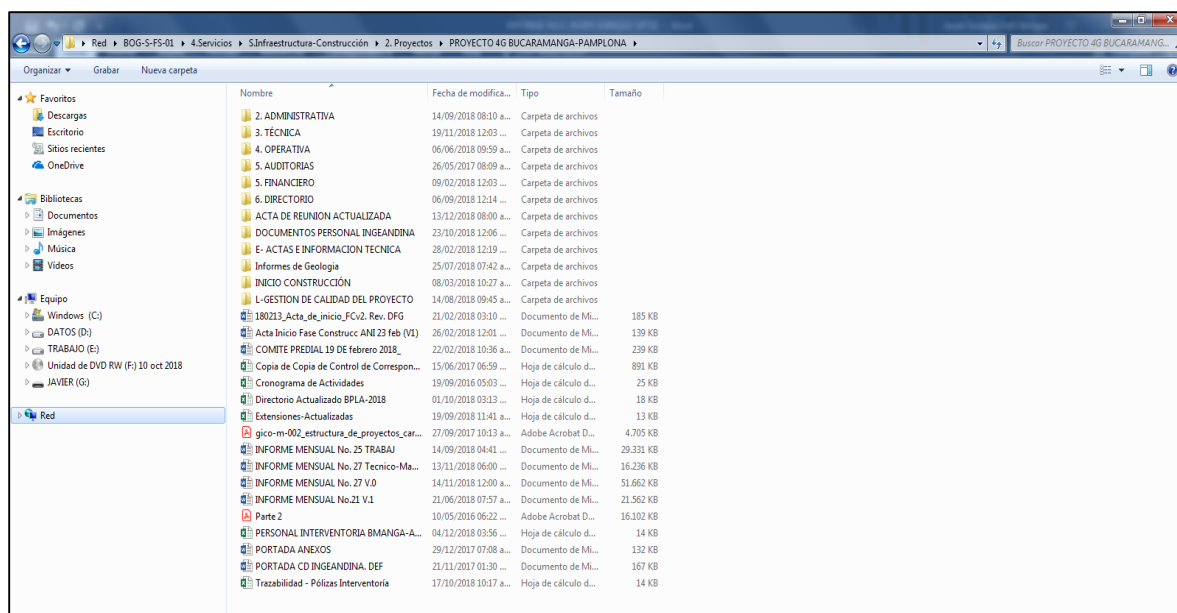 Red ▸ BOG-S-FS-01 ▸ 4.Servicios ▸ S.Infraestructura-Construcción ▸ 2. Proyectos ▸ PROYECTO 4G BUCARAMANGA-PAMPLONA ▸
Buscar PROYECTO 4G BUCARAMANG...
Organizar Grabar Nueva carpeta
Favoritos
Descargas
Escritorio
Sitios recientes
OneDrive
Bibliotecas
Documentos
Imágenes
Música
Vídeos
Equipo
Windows (C:)
DATOS (D:)
TRABAJO (E:)
Unidad de DVD RW (F:) 10 oct 2018
JAVIER (G:)
Red
Nombre Fecha de modifica... Tipo Tamaño
2. ADMINISTRATIVA 14/09/2018 08:10 a... Carpeta de archivos
3. TÉCNICA 19/11/2018 12:03 ... Carpeta de archivos
4. OPERATIVA 06/06/2018 09:59 a... Carpeta de archivos
5. AUDITORIAS 26/05/2017 08:09 a... Carpeta de archivos
5. FINANCIERO 09/02/2018 12:03 ... Carpeta de archivos
6. DIRECTORIO 06/09/2018 12:14 ... Carpeta de archivos
ACTA DE REUNION ACTUALIZADA 13/12/2018 08:00 a... Carpeta de archivos
DOCUMENTOS PERSONAL INGEANDINA 23/10/2018 12:06 ... Carpeta de archivos
E- ACTAS E INFORMACION TECNICA 28/02/2018 12:19 ... Carpeta de archivos
Informes de Geologia 25/07/2018 07:42 a... Carpeta de archivos
INICIO CONSTRUCCIÓN 08/03/2018 10:27 a... Carpeta de archivos
L-GESTION DE CALIDAD DEL PROYECTO 14/08/2018 09:45 a... Carpeta de archivos
180213_Acta_de_inicio_FCv2. Rev. DFG 21/02/2018 03:10 ... Documento de Mi... 185 KB
Acta Inicio Fase Construcc ANI 23 feb (V1) 26/02/2018 12:01 ... Documento de Mi... 139 KB
COMITE PREDIAL 19 DE febrero 2018_ 22/02/2018 10:36 a... Documento de Mi... 239 KB
Copia de Copia de Control de Correspon... 15/06/2017 06:59 ... Hoja de cálculo d... 891 KB
Cronograma de Actividades 19/09/2016 05:03 ... Hoja de cálculo d... 25 KB
Directorio Actualizado BPLA-2018 01/10/2018 03:13 ... Hoja de cálculo d... 18 KB
Extensiones-Actualizadas 19/09/2018 11:41 a... Hoja de cálculo d... 13 KB
gico-m-002_estructura_de_proyectos_car... 27/09/2017 10:13 a... Adobe Acrobat D... 4.705 KB
INFORME MENSUAL No. 25 TRABAJ 14/09/2018 04:41 ... Documento de Mi... 29.331 KB
INFORME MENSUAL No. 27 Tecnico-Ma... 13/11/2018 06:00 ... Documento de Mi... 16.236 KB
INFORME MENSUAL No. 27 V.0 14/11/2018 12:00 a... Documento de Mi... 51.662 KB
INFORME MENSUAL No.21 V.1 21/06/2018 07:57 a... Documento de Mi... 21.562 KB
Parte 2 10/05/2016 06:22 ... Adobe Acrobat D... 16.102 KB
PERSONAL INTERVENTORIA BMANGA-A... 04/12/2018 03:56 ... Hoja de cálculo d... 14 KB
PORTADA ANEXOS 29/12/2017 07:08 a... Documento de Mi... 132 KB
PORTADA CD INGEANDINA. DEF 21/11/2017 01:30 ... Documento de Mi... 167 KB
Trazabilidad - Pólizas Interventoría 17/10/2018 10:17 a... Hoja de cálculo d... 14 KB